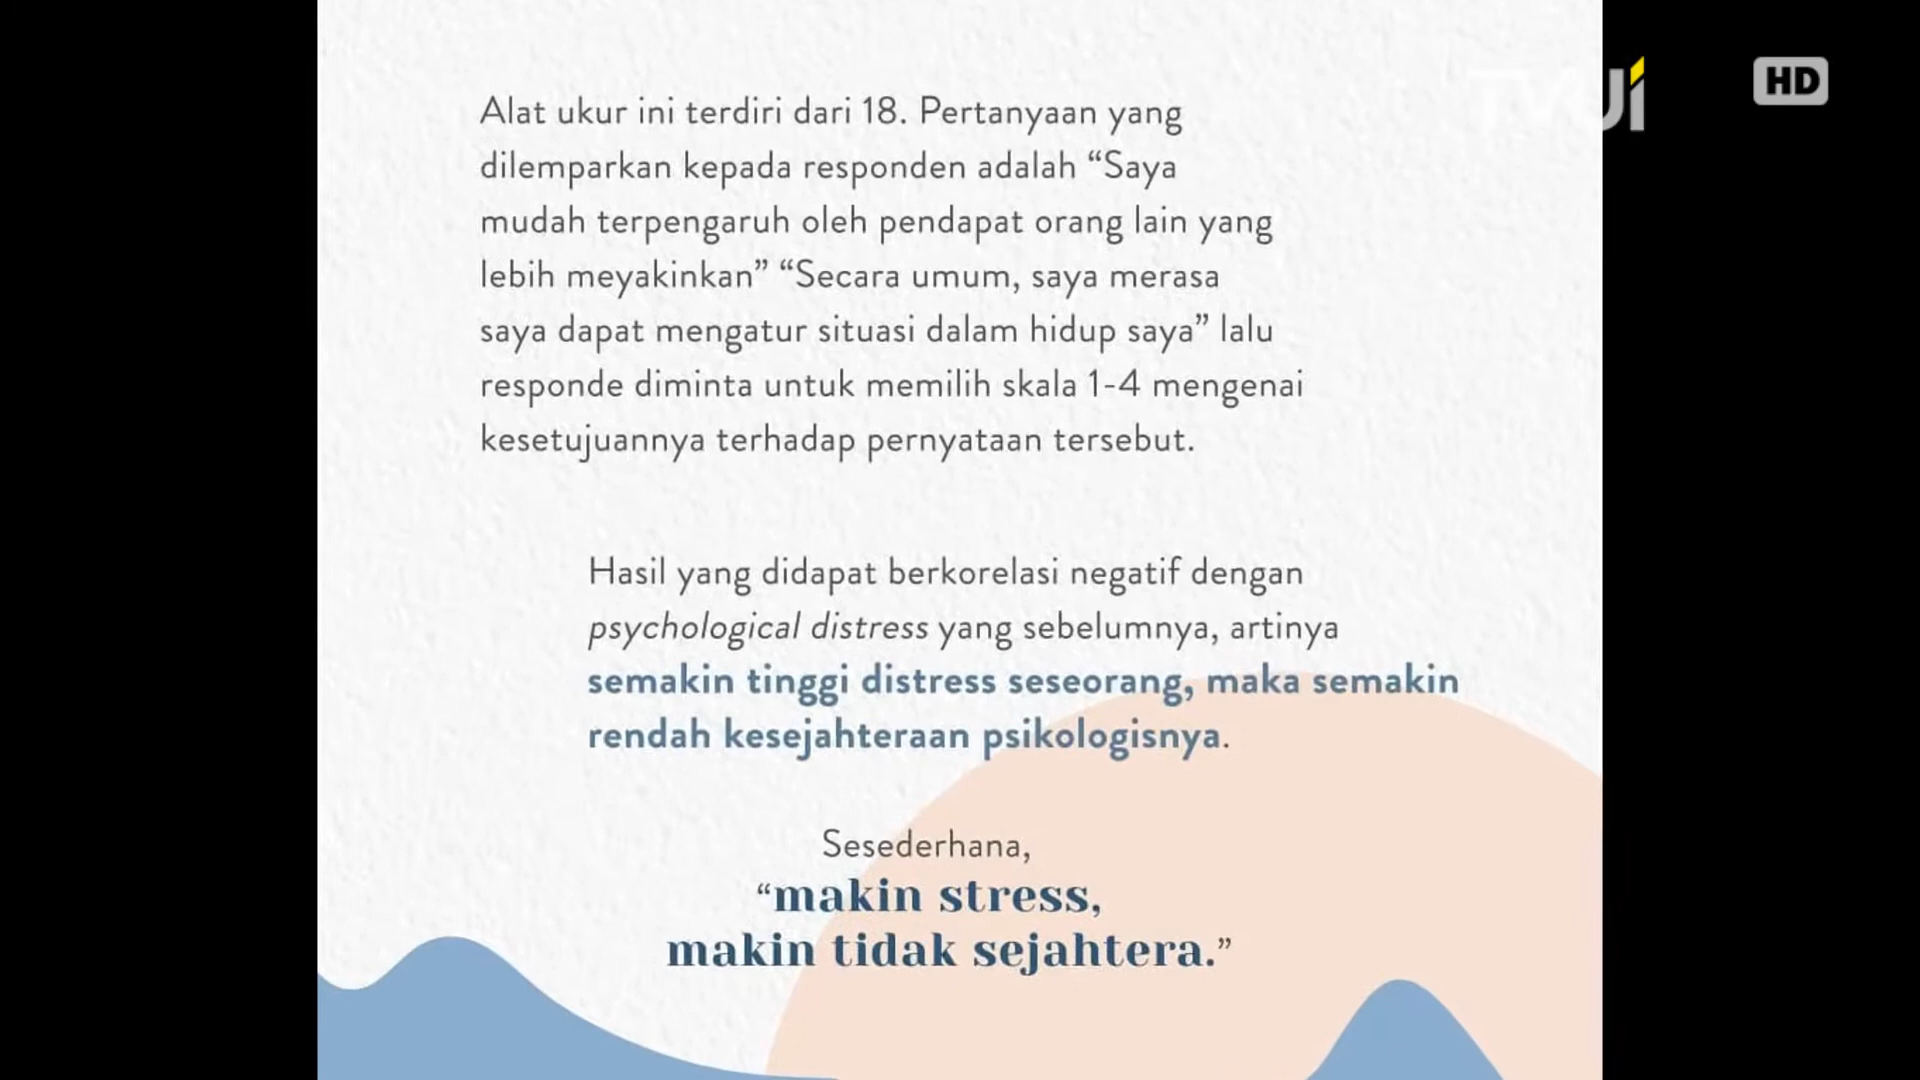 Alat ukur ini terdiri dari 18. Pertanyaan yang
dilemparkan kepada responden adalah “Saya
mudah terpengaruh oleh pendapat orang lain yang
lebih meyakinkan” “Secara umum, saya merasa
saya dapat mengatur situasi dalam hidup saya” lalu
responde diminta untuk memilih skala 1-4 mengenai
kesetujuannya terhadap pernyataan tersebut.
Hasil yang didapat berkorelasi negatif dengan
psychological distress yang sebelumnya, artinya
semakin tinggi distress seseorang, maka semakin
rendah kesejahteraan psikologisnya.
Sesederhana,
“makin stress,
makin tidak sejahtera.”
TVUI
HD